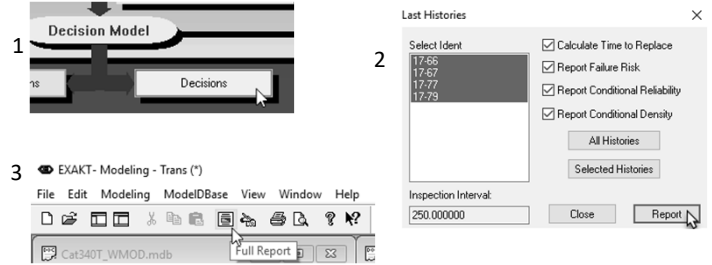 1
Decision Model
ns
Decisions
2
Last Histories
Select Ident
17-66
17-67
17-77
17-79
Calculate Time to Replace
Report Failure Risk
Report Conditional Reliability
Report Conditional Density
All Histories
Selected Histories
Inspection Interval:
250.000000
Close
Report
3
EXAKT- Modeling - Trans (*)
File Edit Modeling ModelDBase View Window Help
Cat340T_WMOD.mdb
Full Report